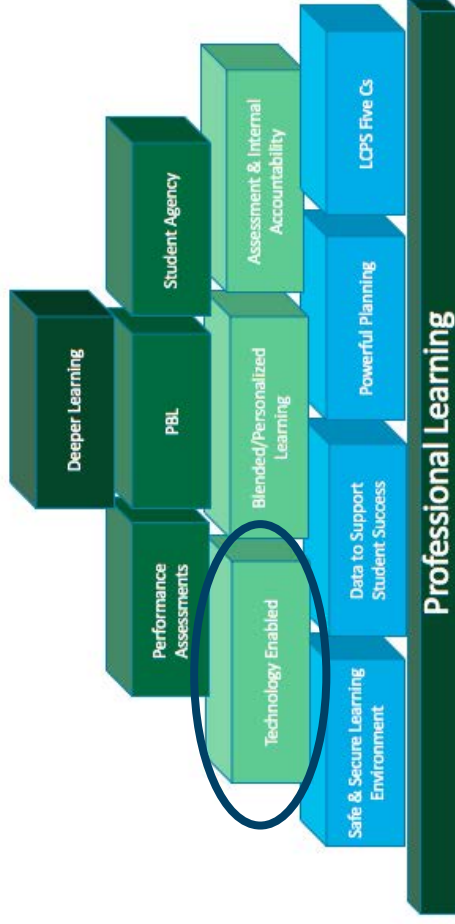 Deeper Learning
Performance
Assessments
PBL
Student Agency
Technology Enabled
Blended/Personalized
Learning
Assessment & Internal
Accountability
Safe & Secure Learning
Environment
Data to Support
Student Success
Powerful Planning
LCPS Five Cs
Professional Learning